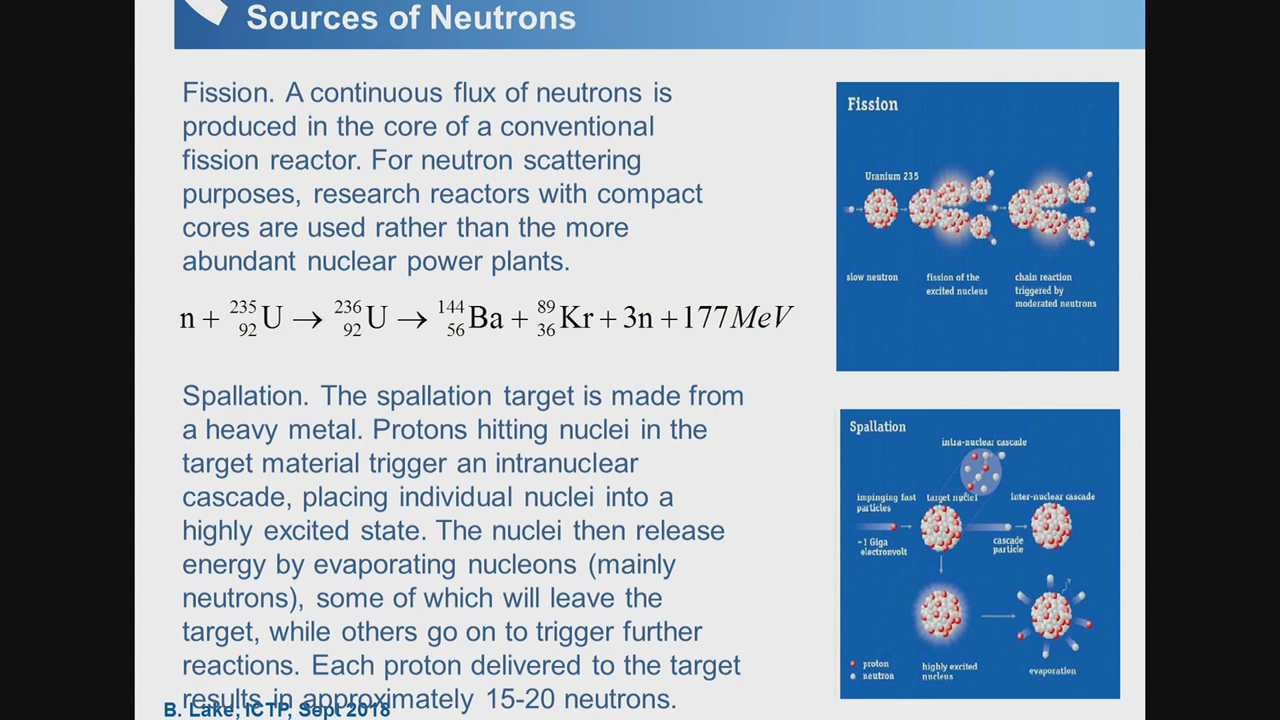 Sources of Neutrons
Fission. A continuous flux of neutrons is
produced in the core of a conventional
fission reactor. For neutron scattering
purposes, research reactors with compact
cores are used rather than the more
abundant nuclear power plants.
n + ²³⁵₉₂U → ²³⁶₉₂U → ¹⁴⁴₅₆Ba + ⁸⁹₃₆Kr + 3n + 177MeV
Spallation. The spallation target is made from
a heavy metal. Protons hitting nuclei in the
target material trigger an intranuclear
cascade, placing individual nuclei into a
highly excited state. The nuclei then release
energy by evaporating nucleons (mainly
neutrons), some of which will leave the
target, while others go on to trigger further
reactions. Each proton delivered to the target
results in approximately 15-20 neutrons.
B. Lake, ICTP, Sept 2018
Fission
Uranium 235
slow neutron
fission of the
excited nucleus
chain reaction
triggered by
moderated neutrons
Spallation
intra-nuclear cascade
impinging fast
particles
target nuclei
inter-nuclear cascade
~1 Giga
electronvolt
cascade
particle
proton
neutron
highly excited
nucleus
evaporation